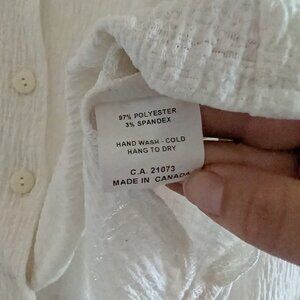 97% POLYESTER
3% SPANDEX
HAND WASH - COLD
HANG TO DRY
C.A. 21073
MADE IN CANADA